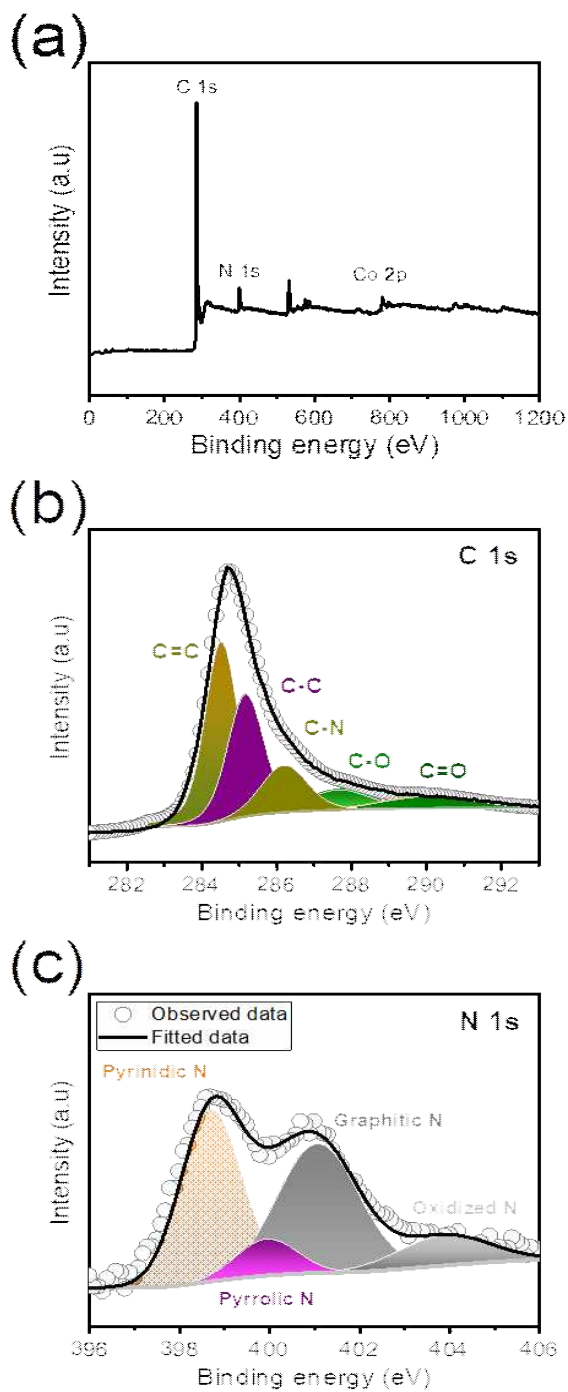 (a)
C 1s
N 1s
Co 2p
Intensity (a.u)
0 200 400 600 800 1000 1200
Binding energy (eV)
(b)
C 1s
C=C
C-C
C-N
C-O
C=O
Intensity (a.u)
282 284 286 288 290 292
Binding energy (eV)
(c)
Observed data
Fitted data
N 1s
Pyrinidic N
Graphitic N
Oxidized N
Pyrrolic N
Intensity (a.u)
396 398 400 402 404 406
Binding energy (eV)